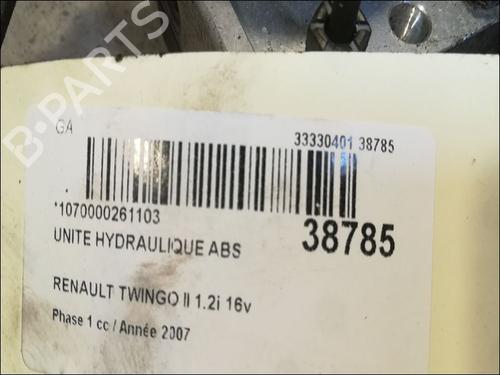 B-PARTS
GA
33330401 38785
*1070000261103
38785
UNITE HYDRAULIQUE ABS
RENAULT TWINGO II 1.2i 16v
Phase 1 cc / Année 2007